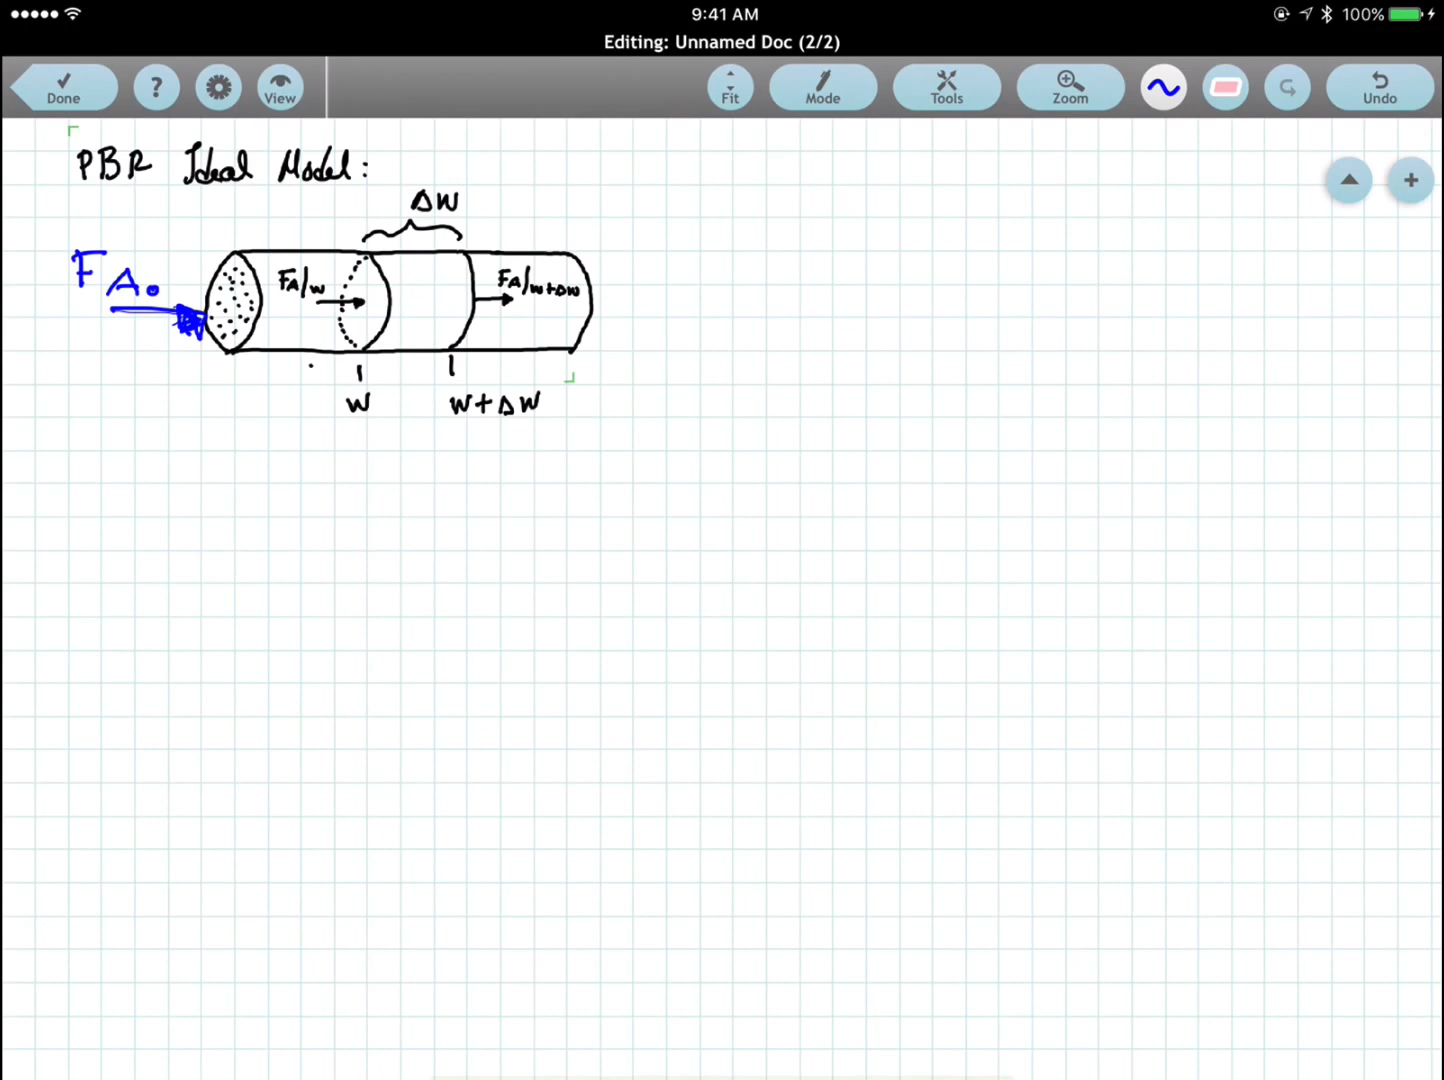 9:41 AM
100%
Editing: Unnamed Doc (2/2)
Done
?
View
Fit
Mode
Tools
Zoom
Undo
PBR Ideal Model:
ΔW
FA₀
FA|w
FA|w+Δw
W
W+ΔW